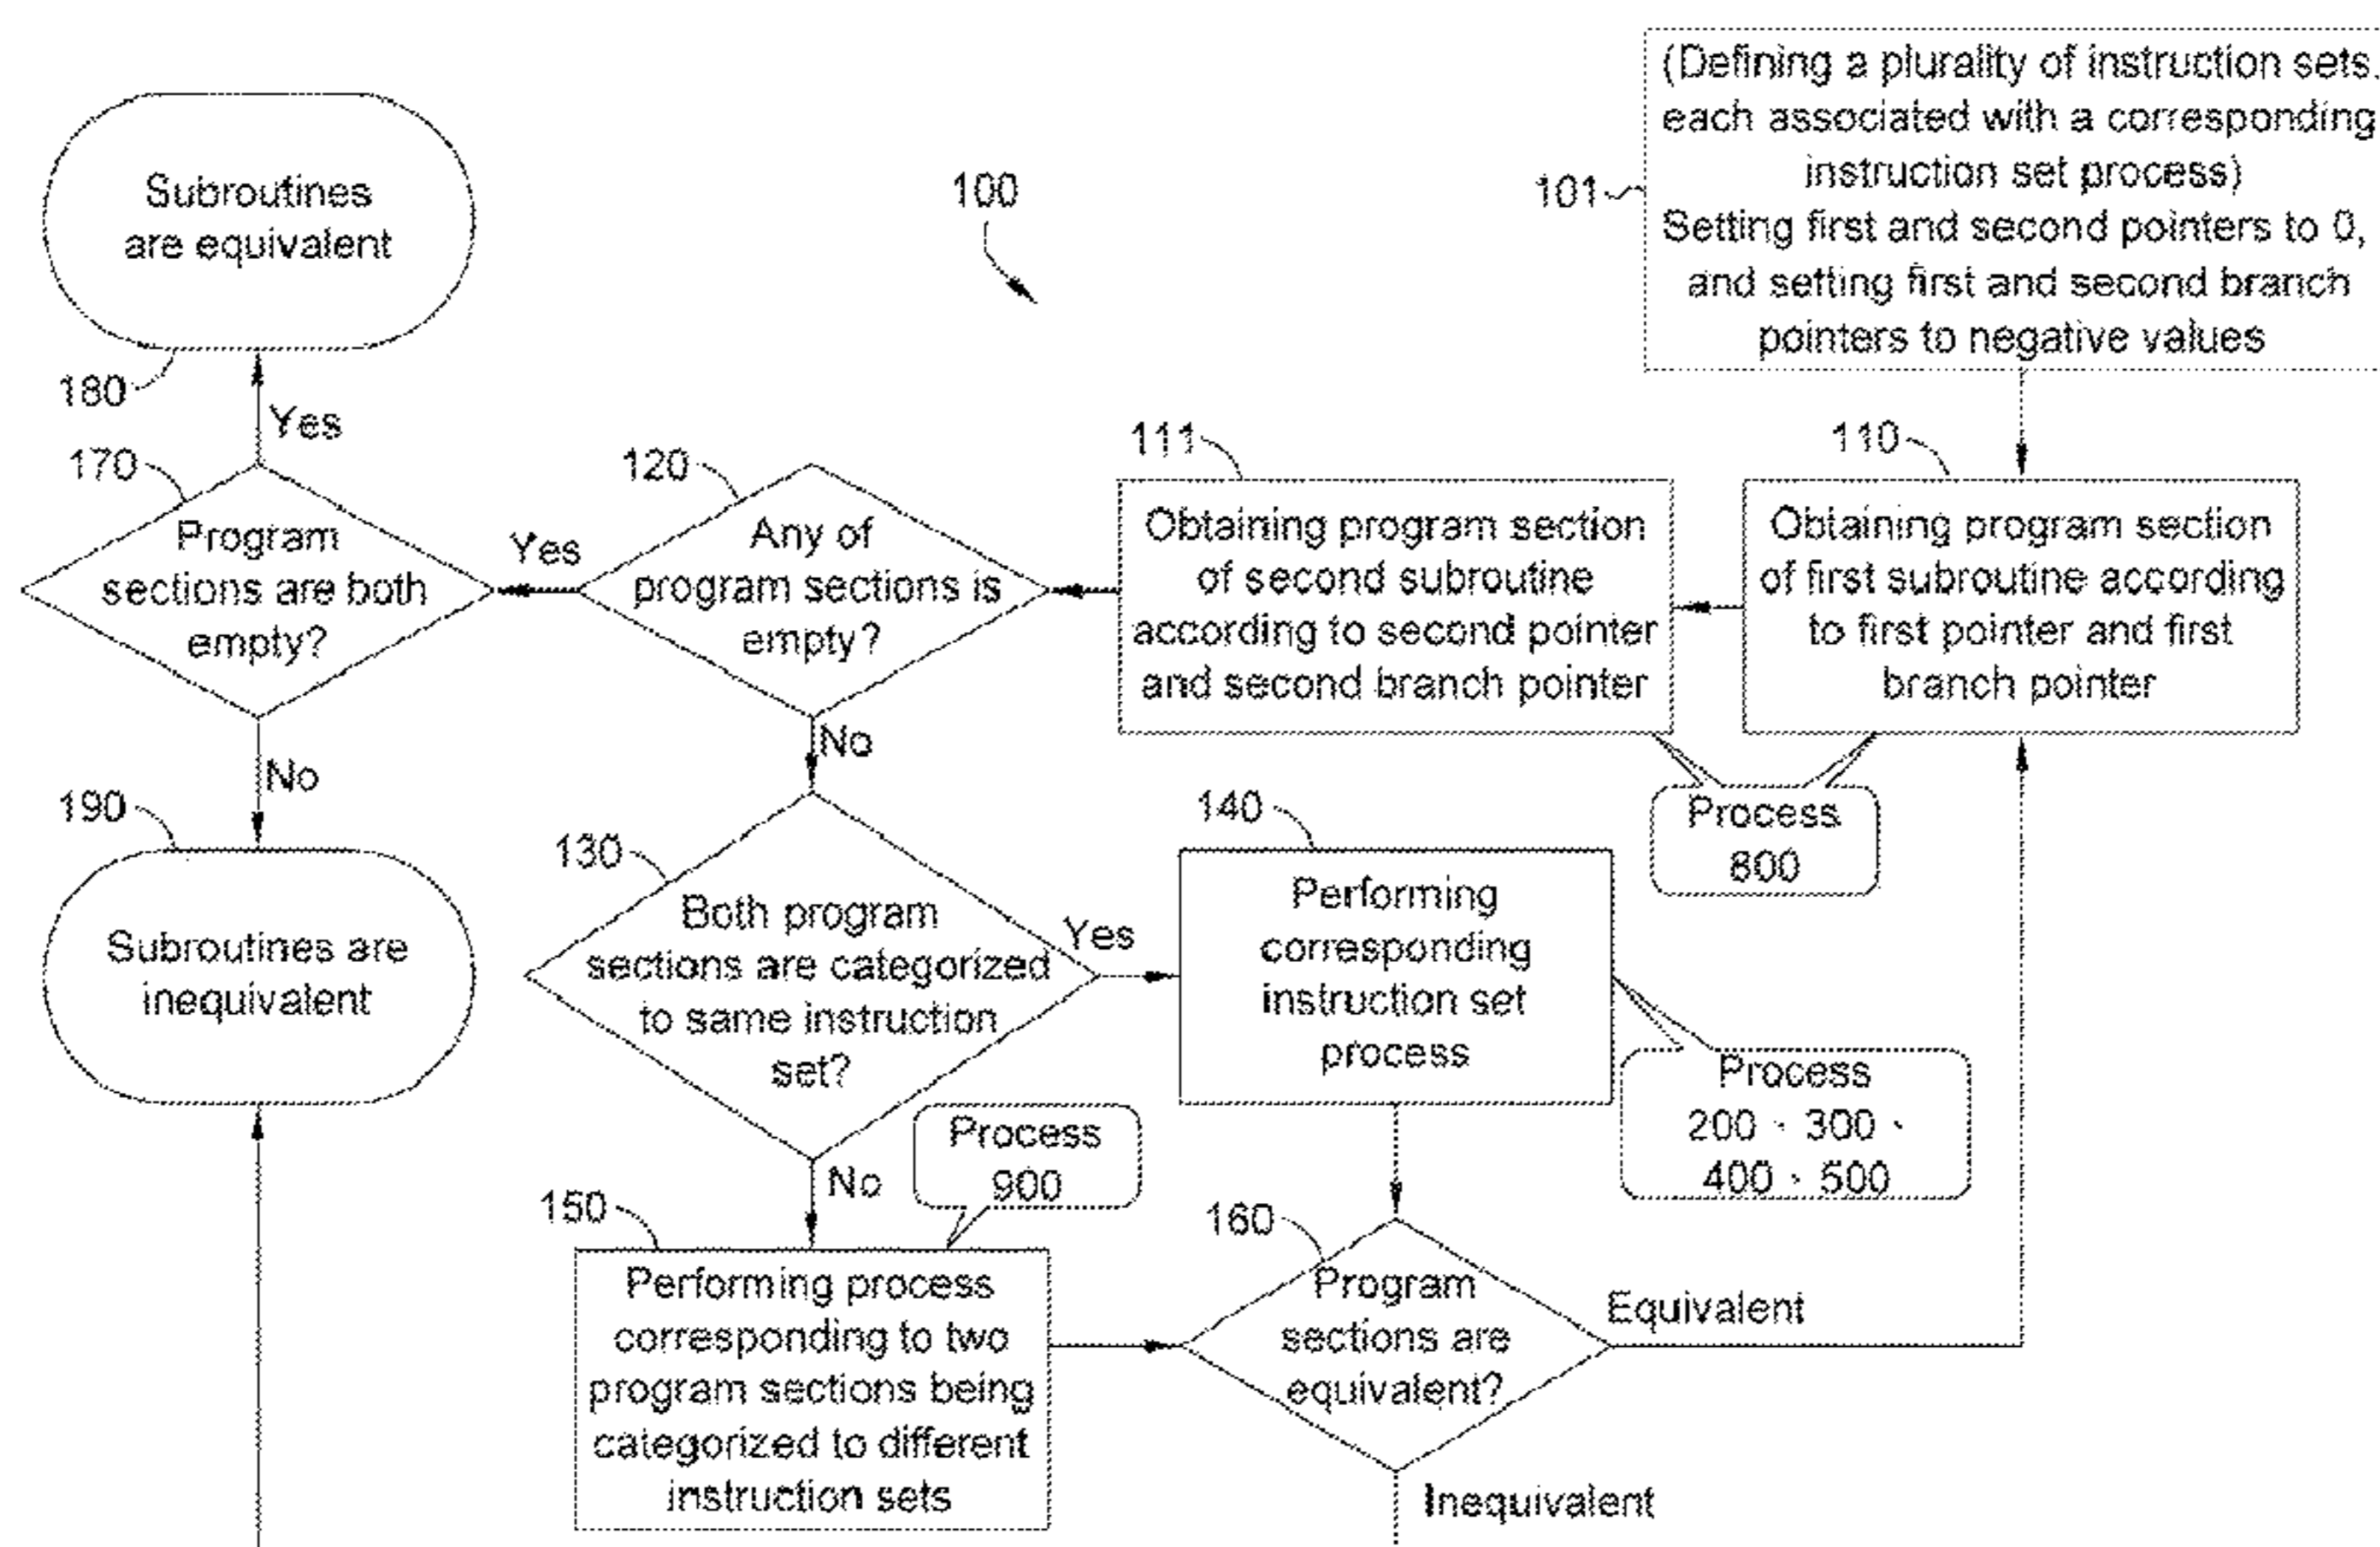 (Defining a plurality of instruction sets,
each associated with a corresponding
instruction set process)
Setting first and second pointers to 0,
and setting first and second branch
pointers to negative values
101
100
Subroutines
are equivalent
180
Yes
170
Program
sections are both
empty?
Yes
120
Any of
program sections is
empty?
111
Obtaining program section
of second subroutine
according to second pointer
and second branch pointer
110
Obtaining program section
of first subroutine according
to first pointer and first
branch pointer
Process
800
No
190
Subroutines are
inequivalent
No
130
Both program
sections are categorized
to same instruction
set?
Yes
140
Performing
corresponding
instruction set
process
Process
200、300、
400、500
No
Process
900
150
Performing process
corresponding to two
program sections being
categorized to different
instruction sets
160
Program
sections are
equivalent?
Equivalent
Inequivalent